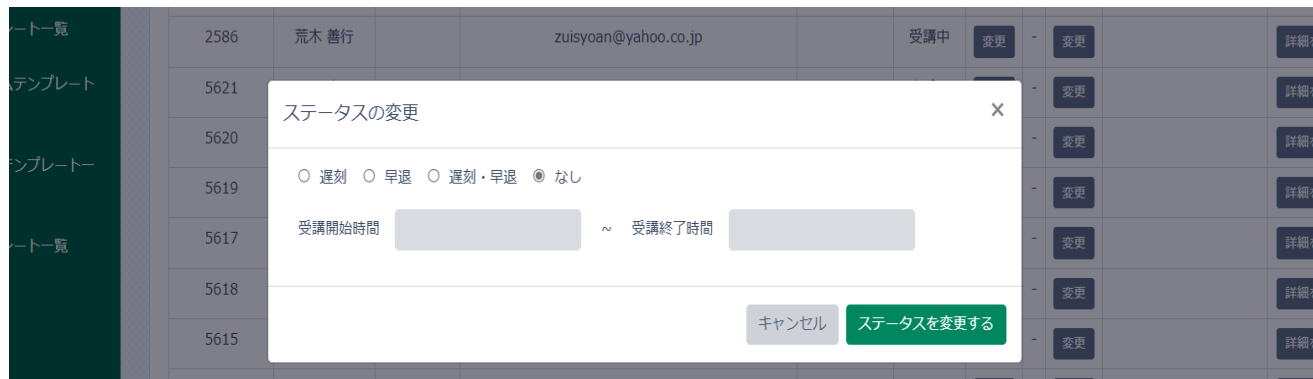 レート一覧
2586 荒木 善行 zuisyoan@yahoo.co.jp 受講中 変更 - 変更 詳細
ムテンプレート
5621 - 変更 詳細
ステータスの変更 ×
5620 - 変更 詳細
テンプレートー
遅刻 早退 遅刻・早退 なし
5619 - 変更 詳細
受講開始時間 ~ 受講終了時間
5617 - 変更 詳細
レート一覧
5618 - 変更 詳細
キャンセル ステータスを変更する
5615 - 変更 詳細